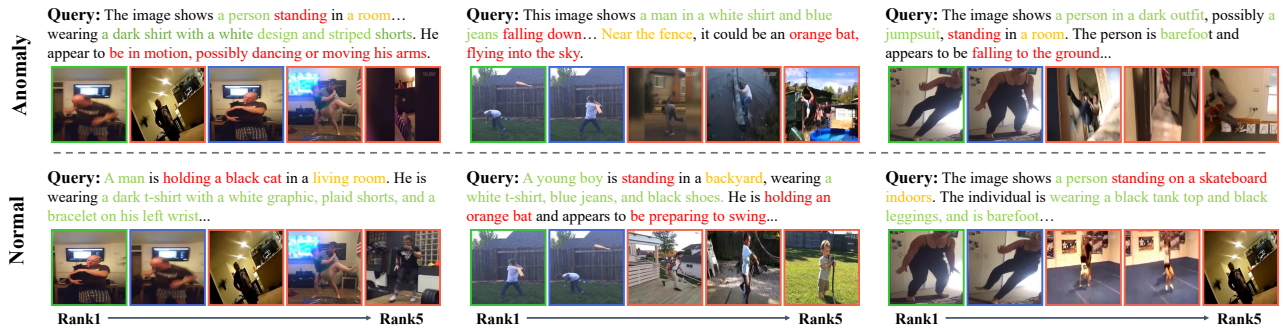 Anomaly
Query: The image shows a person standing in a room…
wearing a dark shirt with a white design and striped shorts. He
appear to be in motion, possibly dancing or moving his arms.
Query: This image shows a man in a white shirt and blue
jeans falling down… Near the fence, it could be an orange bat,
flying into the sky.
Query: The image shows a person in a dark outfit, possibly a
jumpsuit, standing in a room. The person is barefoot and
appears to be falling to the ground...
Normal
Query: A man is holding a black cat in a living room. He is
wearing a dark t-shirt with a white graphic, plaid shorts, and a
bracelet on his left wrist...
Query: A young boy is standing in a backyard, wearing a
white t-shirt, blue jeans, and black shoes. He is holding an
orange bat and appears to be preparing to swing...
Query: The image shows a person standing on a skateboard
indoors. The individual is wearing a black tank top and black
leggings, and is barefoot…
Rank1 Rank5
Rank1 Rank5
Rank1 Rank5